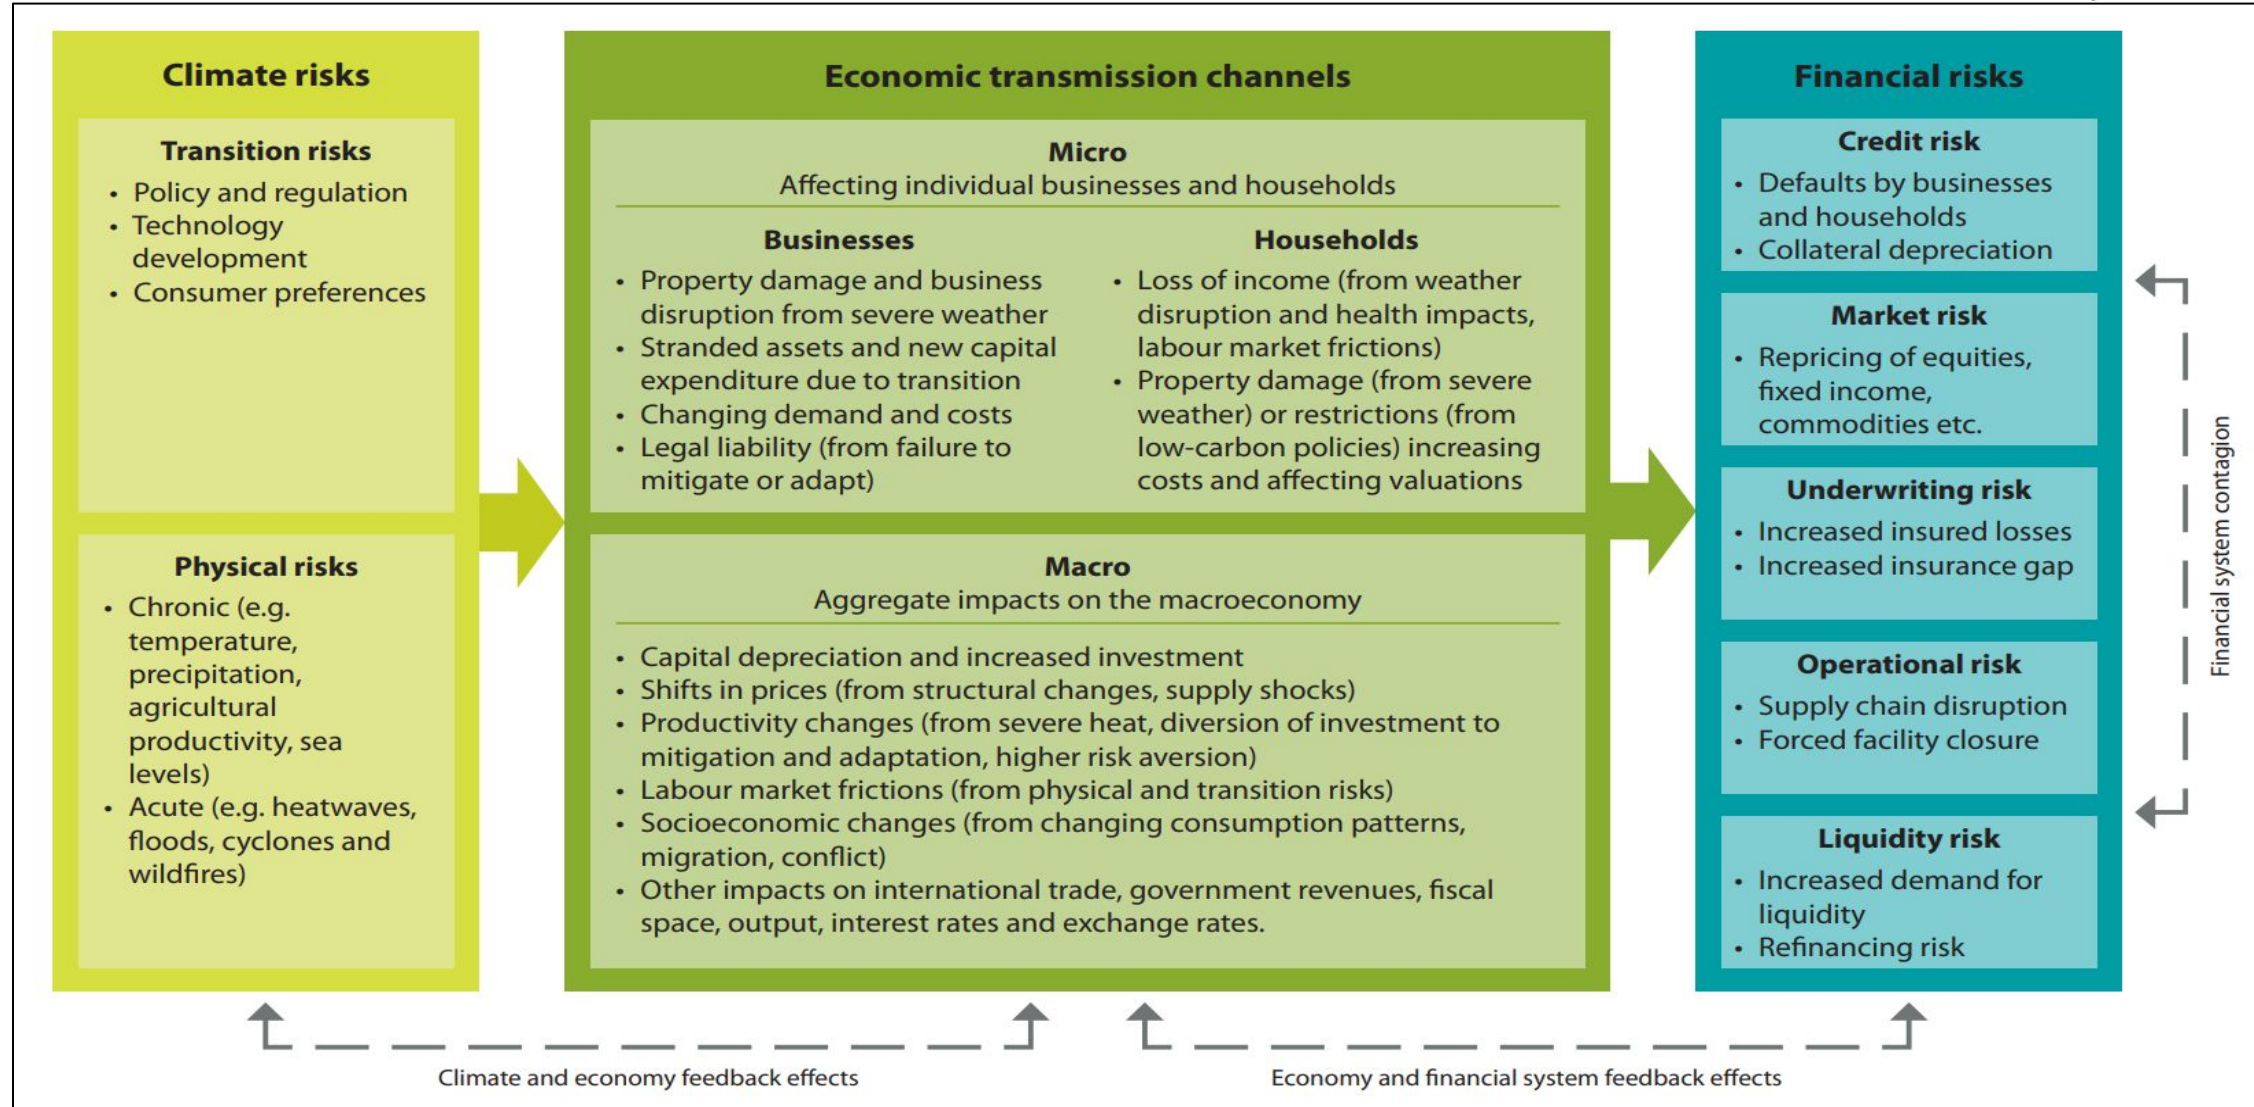 Climate risks
Transition risks
• Policy and regulation
• Technology
development
• Consumer preferences
Physical risks
• Chronic (e.g.
temperature,
precipitation,
agricultural
productivity, sea
levels)
• Acute (e.g. heatwaves,
floods, cyclones and
wildfires)
Economic transmission channels
Micro
Affecting individual businesses and households
Businesses
• Property damage and business
disruption from severe weather
• Stranded assets and new capital
expenditure due to transition
• Changing demand and costs
• Legal liability (from failure to
mitigate or adapt)
Households
• Loss of income (from weather
disruption and health impacts,
labour market frictions)
• Property damage (from severe
weather) or restrictions (from
low-carbon policies) increasing
costs and affecting valuations
Macro
Aggregate impacts on the macroeconomy
• Capital depreciation and increased investment
• Shifts in prices (from structural changes, supply shocks)
• Productivity changes (from severe heat, diversion of investment to
mitigation and adaptation, higher risk aversion)
• Labour market frictions (from physical and transition risks)
• Socioeconomic changes (from changing consumption patterns,
migration, conflict)
• Other impacts on international trade, government revenues, fiscal
space, output, interest rates and exchange rates.
Financial risks
Credit risk
• Defaults by businesses
and households
• Collateral depreciation
Market risk
• Repricing of equities,
fixed income,
commodities etc.
Underwriting risk
• Increased insured losses
• Increased insurance gap
Operational risk
• Supply chain disruption
• Forced facility closure
Liquidity risk
• Increased demand for
liquidity
• Refinancing risk
Financial system contagion
Climate and economy feedback effects
Economy and financial system feedback effects